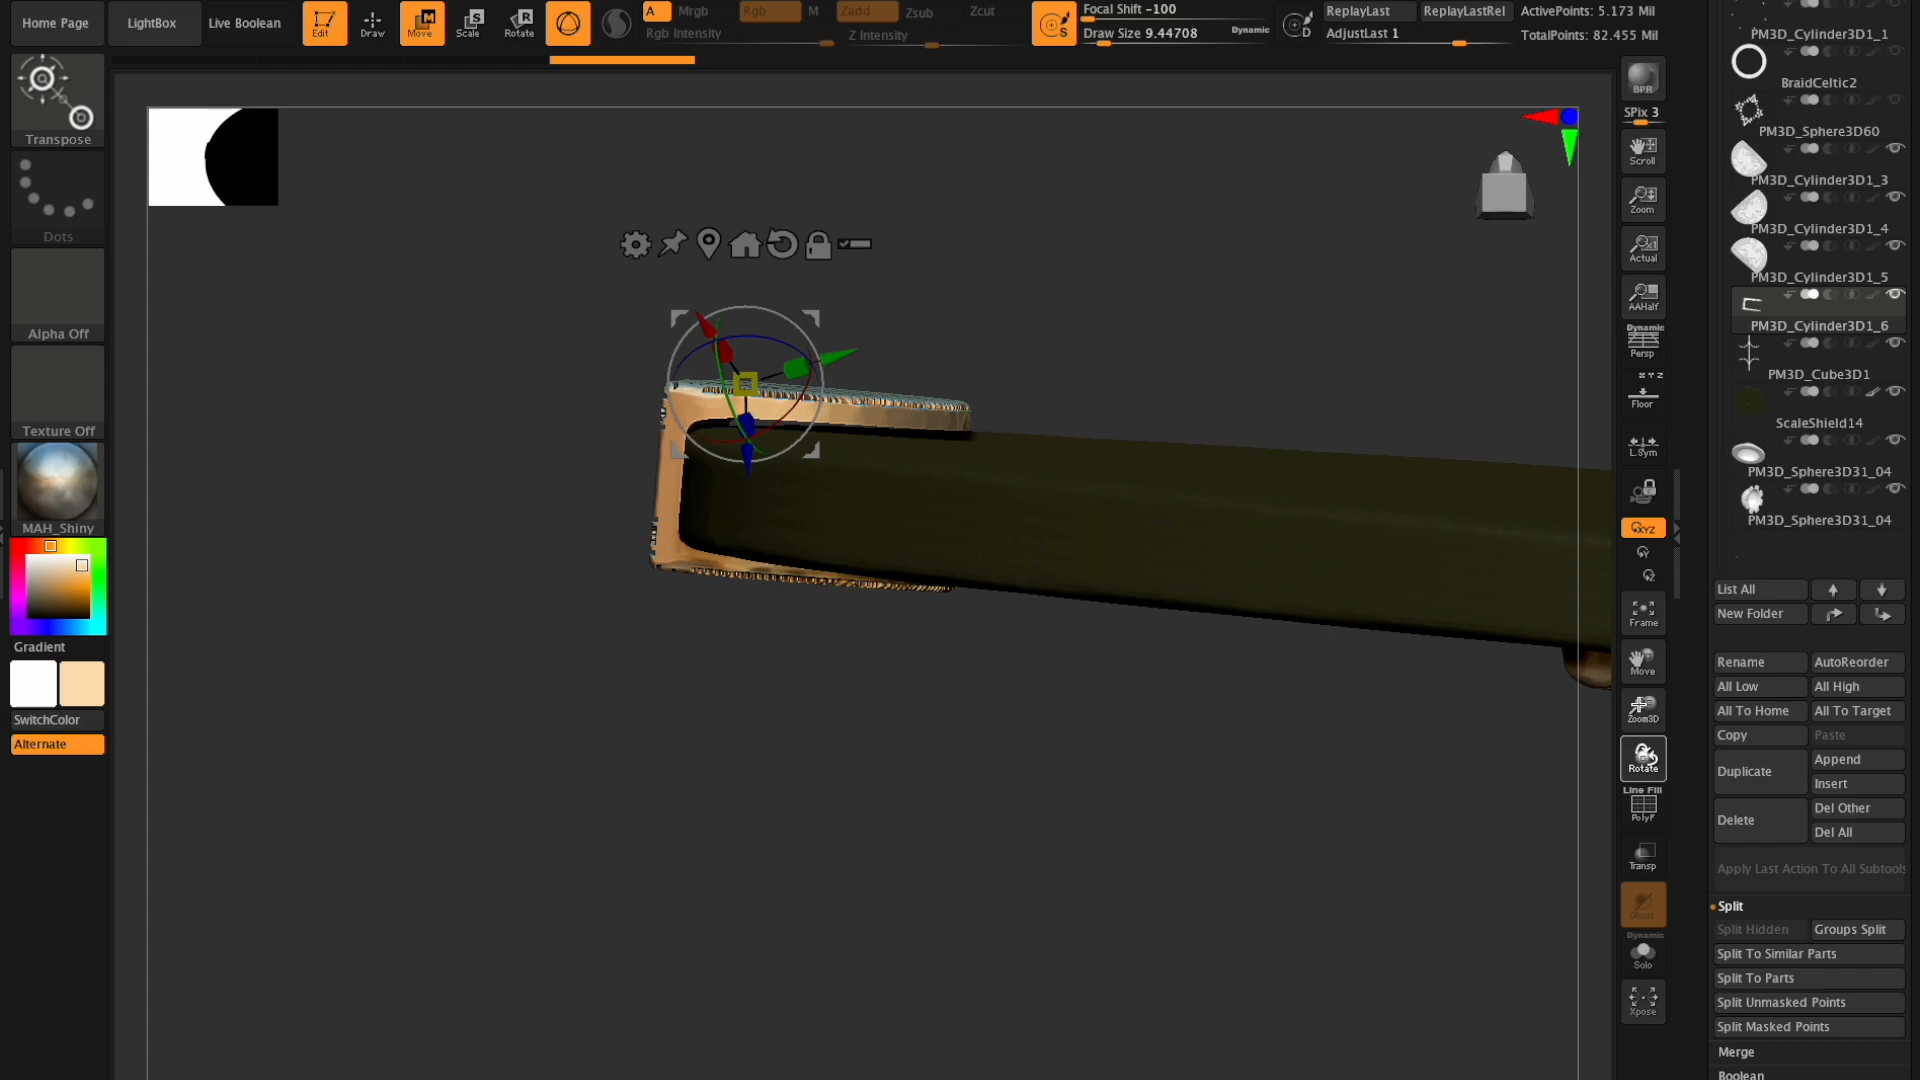 Home Page
LightBox
Live Boolean
Edit
Draw
Move
Scale
Rotate
A
Mrgb
Rgb
M
Zadd
Zsub
Zcut
Rgb Intensity
Z Intensity
S
Focal Shift -100
Draw Size 9.44708
Dynamic
D
ReplayLast
ReplayLastRel
AdjustLast 1
ActivePoints: 5.173 Mil
TotalPoints: 82.455 Mil
Transpose
Dots
Alpha Off
Texture Off
MAH_Shiny
Gradient
SwitchColor
Alternate
BPR
SPix 3
Scroll
Zoom
Actual
AAHalf
Dynamic
Persp
X Y Z
Floor
L.Sym
XYZ
Y
Z
Frame
Move
Zoom3D
Rotate
Line Fill
PolyF
Transp
Ghost
Dynamic
Solo
Xpose
PM3D_Cylinder3D1_1
BraidCeltic2
PM3D_Sphere3D60
PM3D_Cylinder3D1_3
PM3D_Cylinder3D1_4
PM3D_Cylinder3D1_5
PM3D_Cylinder3D1_6
PM3D_Cube3D1
ScaleShield14
PM3D_Sphere3D31_04
PM3D_Sphere3D31_04
List All
New Folder
Rename
AutoReorder
All Low
All High
All To Home
All To Target
Copy
Paste
Duplicate
Append
Insert
Delete
Del Other
Del All
Apply Last Action To All Subtools
Split
Split Hidden
Groups Split
Split To Similar Parts
Split To Parts
Split Unmasked Points
Split Masked Points
Merge
Boolean